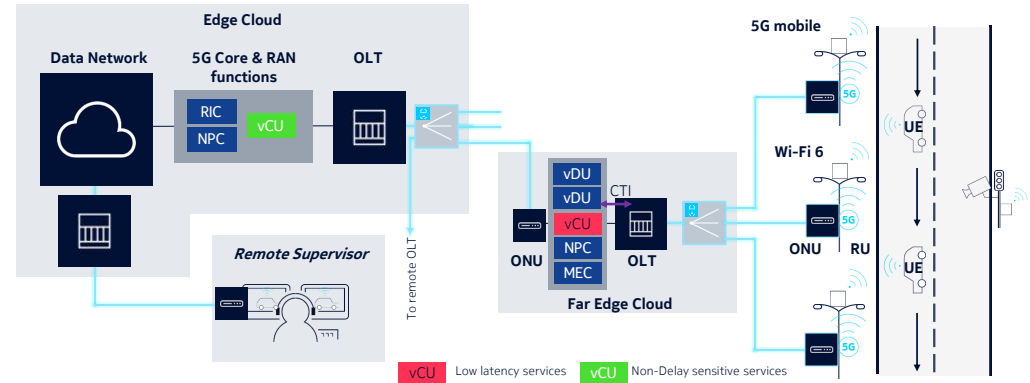 Edge Cloud
Data Network
5G Core & RAN
functions
OLT
RIC
NPC
vCU
Remote Supervisor
To remote OLT
vDU
vDU
vCU
NPC
MEC
CTI
ONU
OLT
Far Edge Cloud
5G mobile
5G
Wi-Fi 6
5G
ONU
RU
5G
UE
UE
vCU
Low latency services
vCU
Non-Delay sensitive services